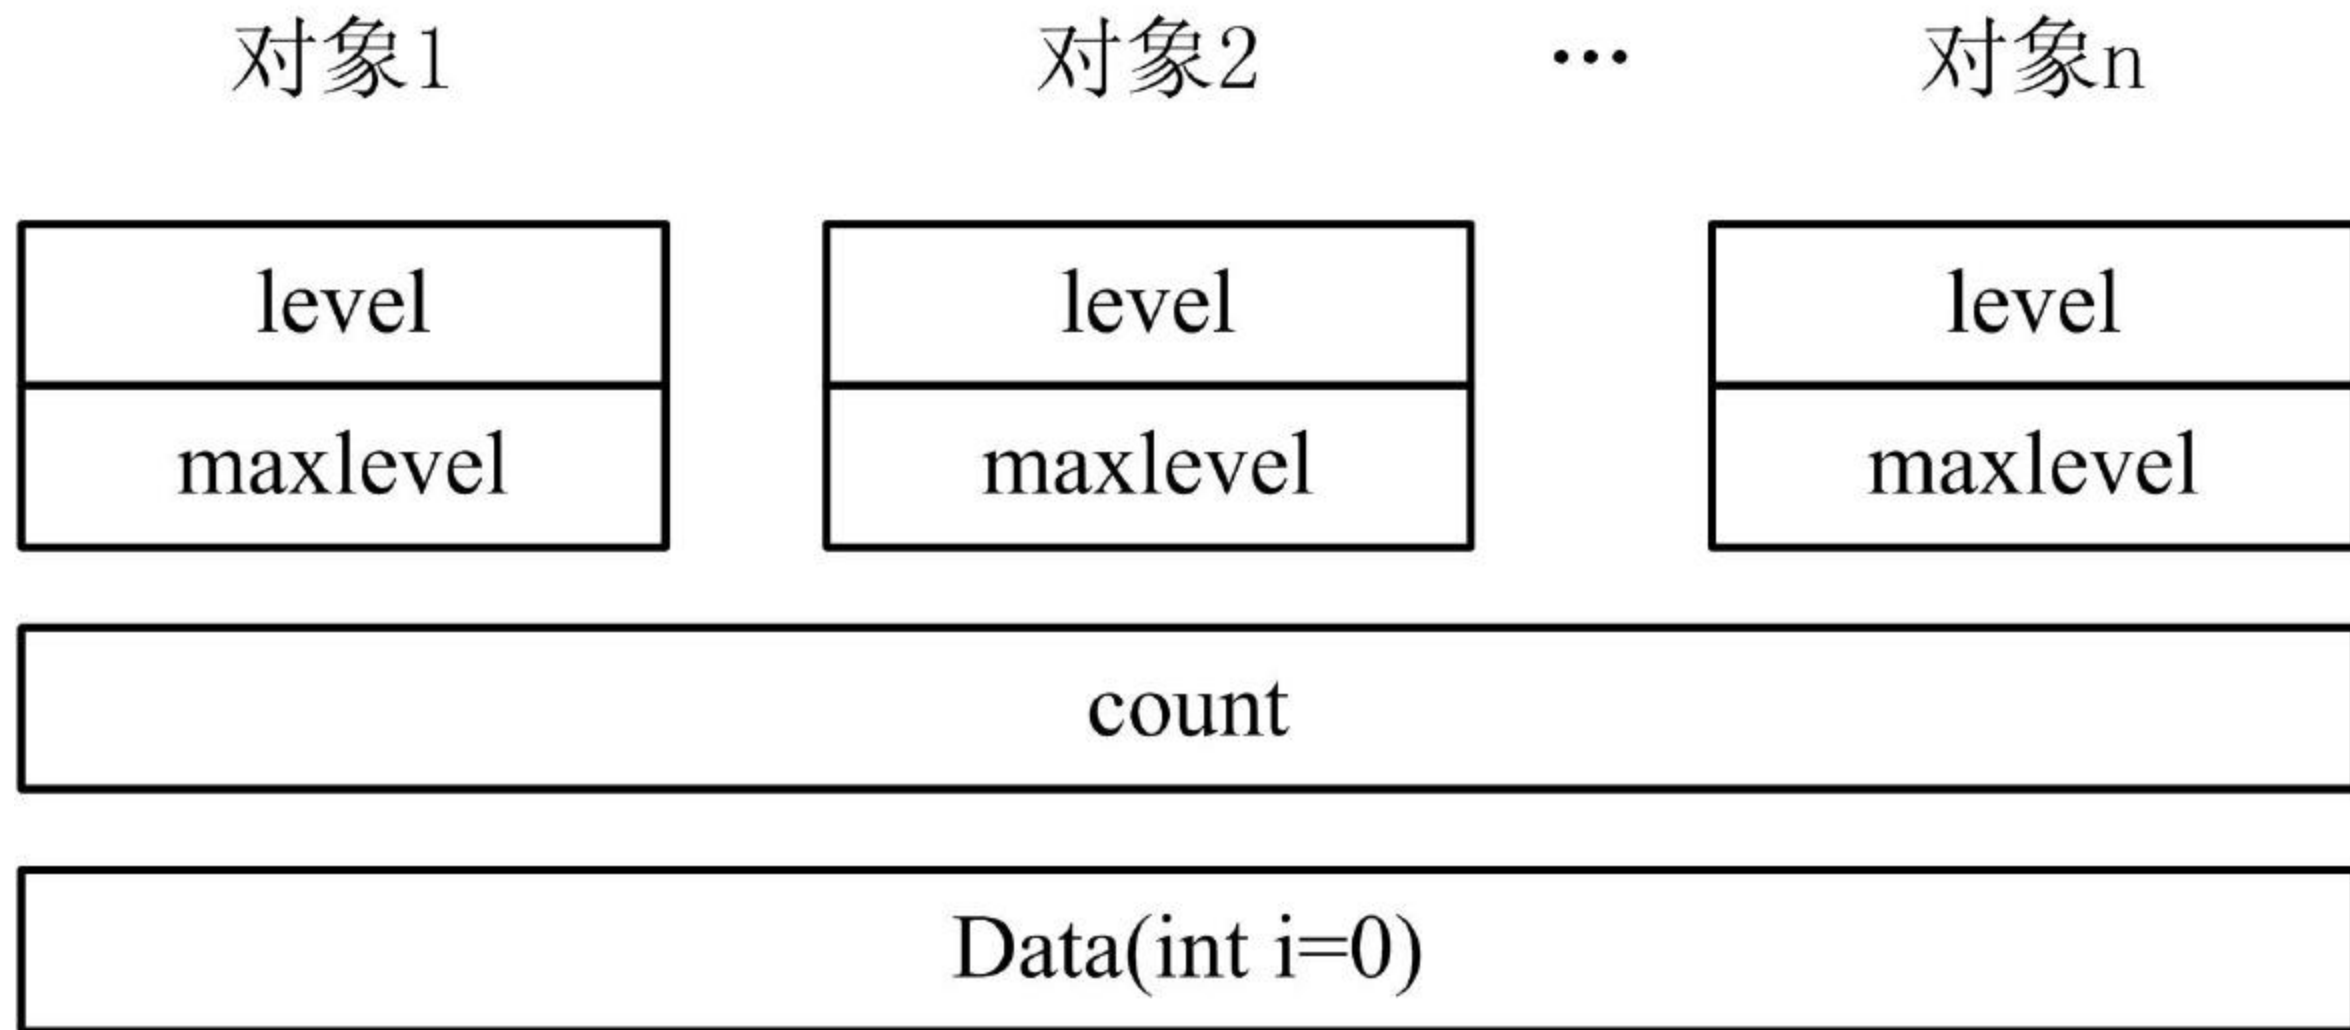 对象1 对象2 … 对象n
level level level
maxlevel maxlevel maxlevel
count
Data(int i=0)